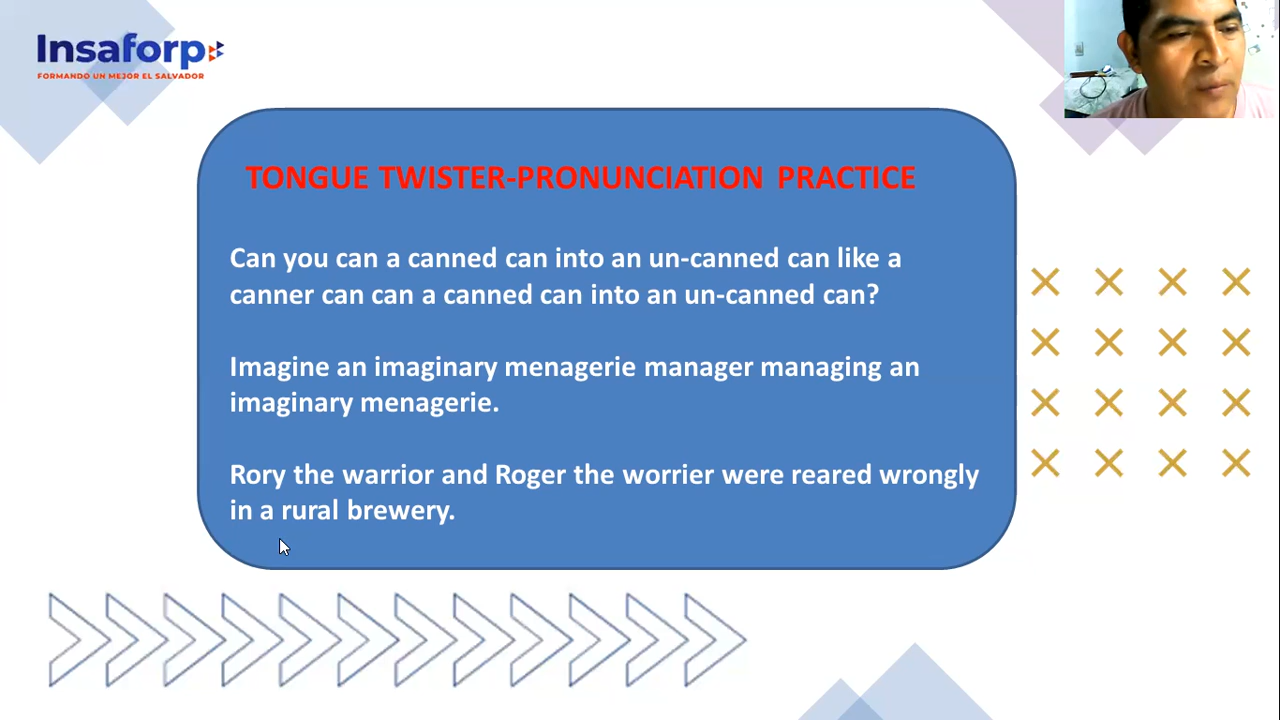 Insaforp
FORMANDO UN MEJOR EL SALVADOR
TONGUE TWISTER-PRONUNCIATION PRACTICE
Can you can a canned can into an un-canned can like a
canner can can a canned can into an un-canned can?
Imagine an imaginary menagerie manager managing an
imaginary menagerie.
Rory the warrior and Roger the worrier were reared wrongly
in a rural brewery.